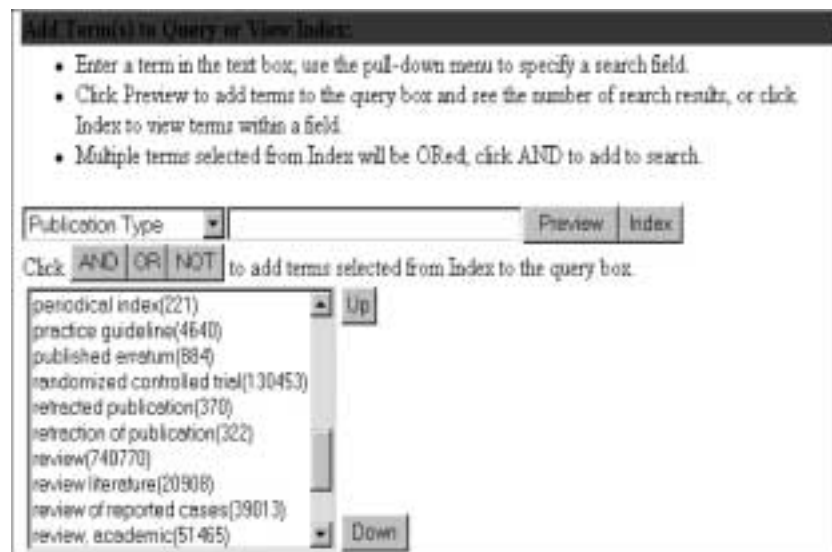 Add Term(s) to Query or View Index:
• Enter a term in the text box; use the pull-down menu to specify a search field.
• Click Preview to add terms to the query box and see the number of search results, or click
Index to view terms within a field.
• Multiple terms selected from Index will be ORed, click AND to add to search.
Publication Type Preview Index
Click AND OR NOT to add terms selected from Index to the query box.
periodical index(221) Up
practice guideline(4640)
published erratum(884)
randomized controlled trial(130453)
retracted publication(370)
retraction of publication(322)
review(740770)
review literature(20908)
review of reported cases(39013)
review, academic(51465) Down